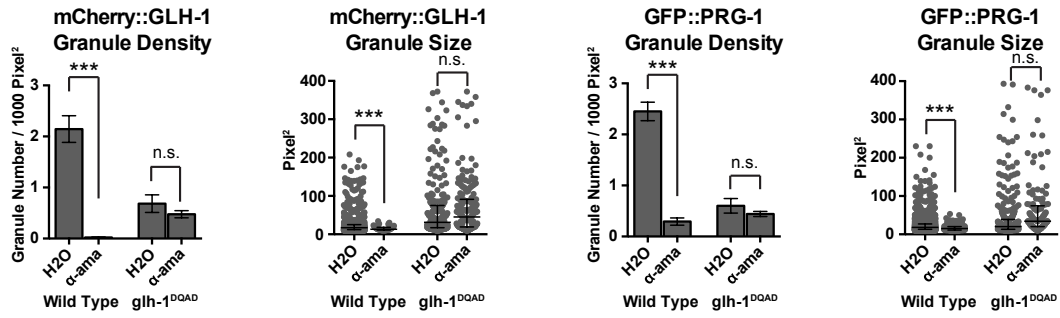 mCherry::GLH-1
Granule Density
Granule Number / 1000 Pixel²
3
2
1
0
***
n.s.
H2O
α-ama
H2O
α-ama
Wild Type glh-1ᴰQᴬᴰ
mCherry::GLH-1
Granule Size
Pixel²
400
300
200
100
0
***
n.s.
H2O
α-ama
H2O
α-ama
Wild Type glh-1ᴰQᴬᴰ
GFP::PRG-1
Granule Density
Granule Number / 1000 Pixel²
3
2
1
0
***
n.s.
H2O
α-ama
H2O
α-ama
Wild Type glh-1ᴰQᴬᴰ
GFP::PRG-1
Granule Size
Pixel²
400
300
200
100
0
***
n.s.
H2O
α-ama
H2O
α-ama
Wild Type glh-1ᴰQᴬᴰ